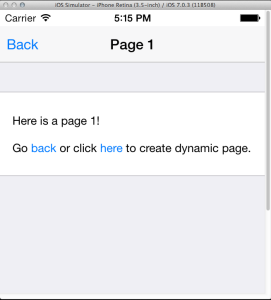 iOS Simulator – iPhone Retina (3.5-inch) / iOS 7.0.3 (11B508)
Carrier 5:15 PM
Back Page 1
Here is a page 1!
Go back or click here to create dynamic page.